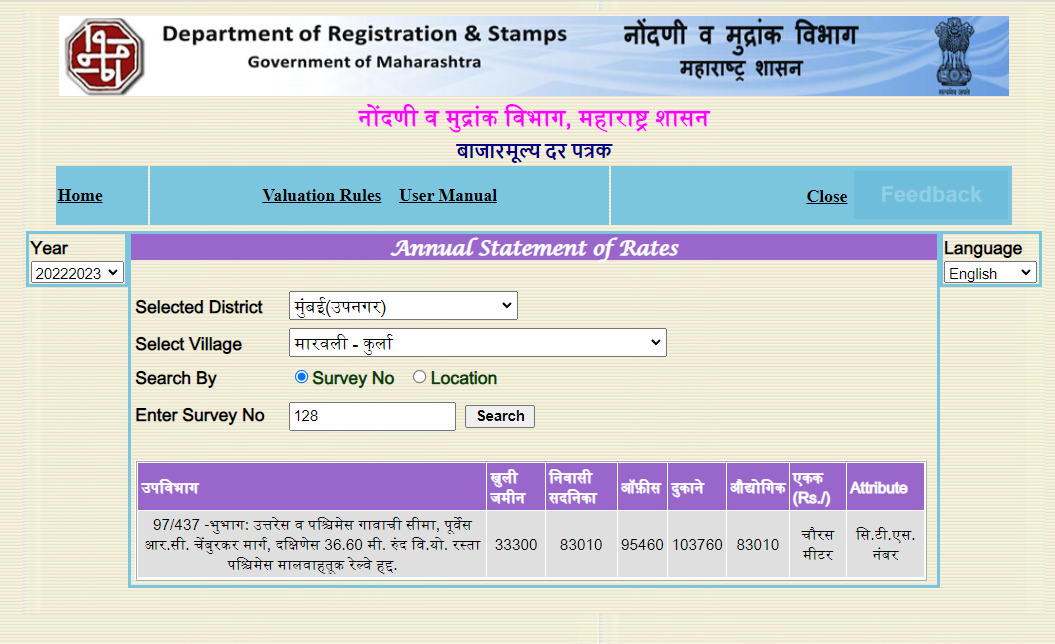 Department of Registration & Stamps
Government of Maharashtra
नोंदणी व मुद्रांक विभाग
महाराष्ट्र शासन
नोंदणी व मुद्रांक विभाग, महाराष्ट्र शासन
बाजारमूल्य दर पत्रक
Home
Valuation Rules User Manual
Close
Feedback
Year
20222023
Annual Statement of Rates
Language
English
Selected District मुंबई(उपनगर)
Select Village मारवली - कुर्ला
Search By Survey No Location
Enter Survey No 128 Search
उपविभाग
खुली
जमीन
निवासी
सदनिका
ऑफ़ीस
दुकाने
औद्योगिक
एकक
(Rs./)
Attribute
97/437 -भुभाग: उत्तरेस व पश्चिमेस गावाची सीमा, पूर्वेस
आर.सी. चेंबुरकर मार्ग, दक्षिणेस 36.60 मी. रुंद वि.यो. रस्ता
पश्चिमेस मालवाहतूक रेल्वे हद्द.
33300
83010
95460
103760
83010
चौरस
मीटर
सि.टी.एस.
नंबर